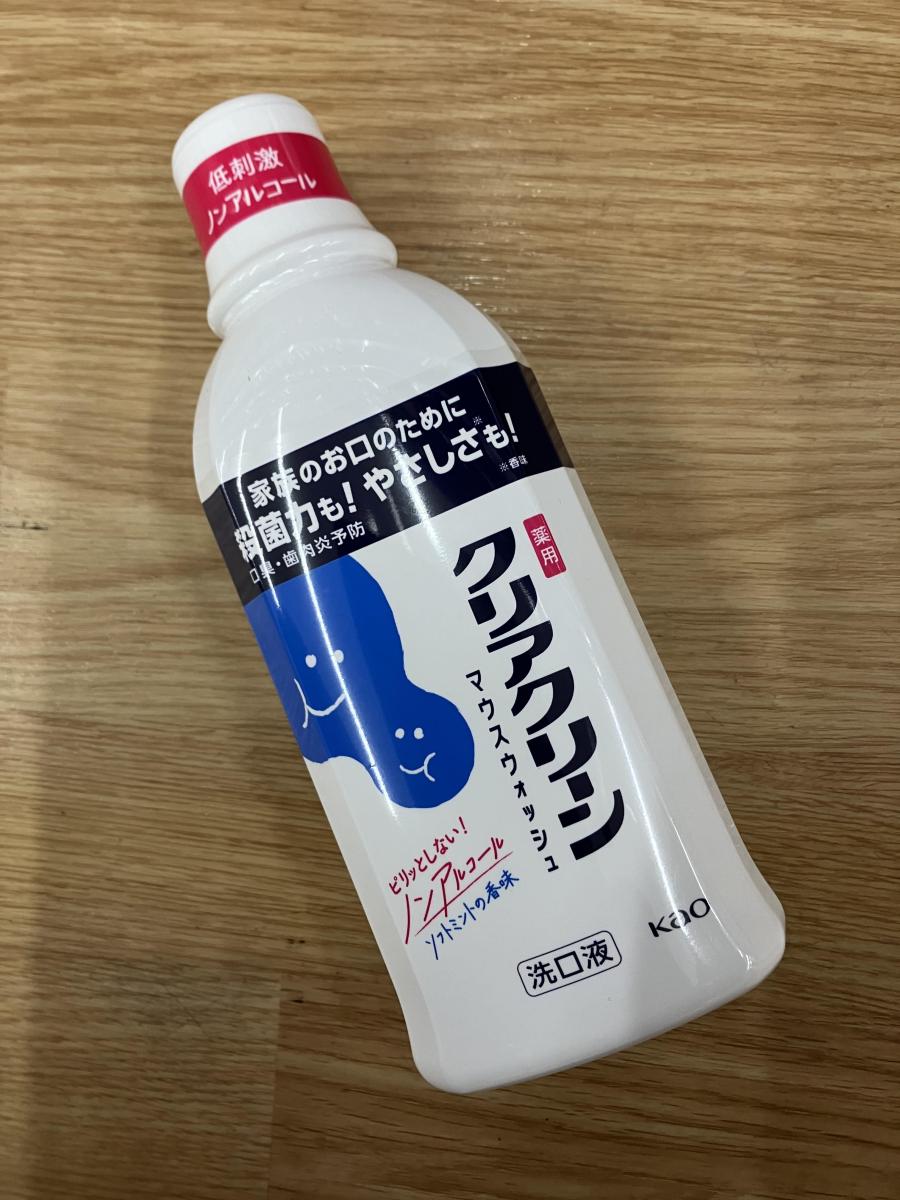 低刺激
ノンアルコール
家族のお口のために
殺菌力も!やさしさ※も!
※香味
口臭・歯肉炎予防
薬用
クリアクリーン
マウスウォッシュ
ピリッとしない!
ノンアルコール
ソフトミントの香味
洗口液
Kao